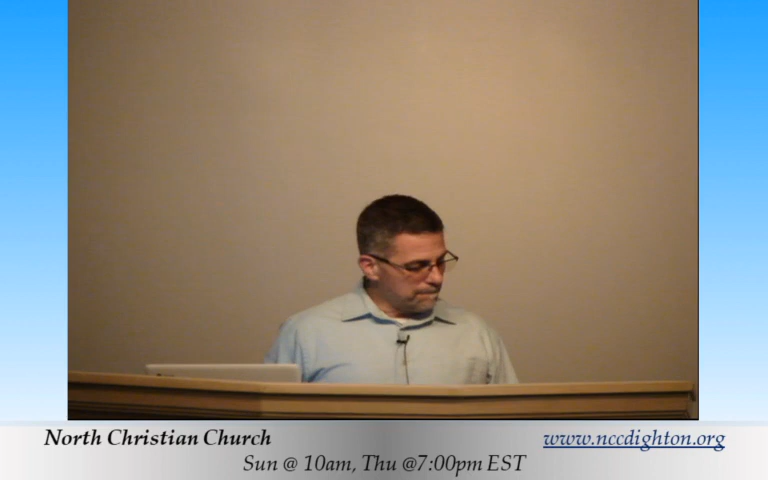 North Christian Church
www.nccdighton.org
Sun @ 10am, Thu @7:00pm EST